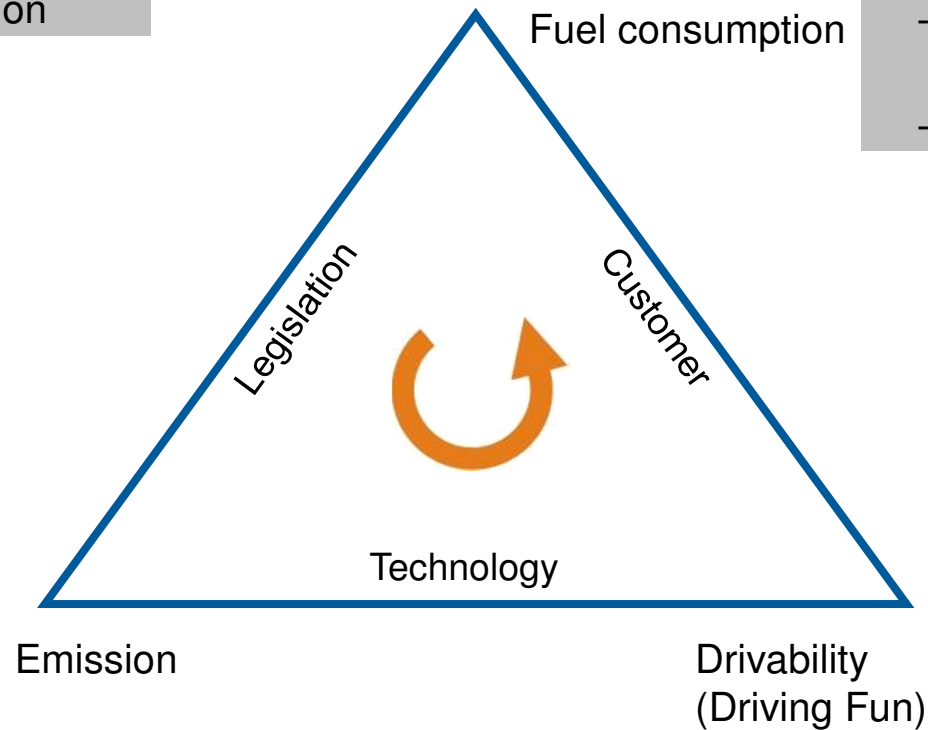 on
Fuel consumption
-
-
Legislation
Customer
Technology
Emission
Drivability
(Driving Fun)